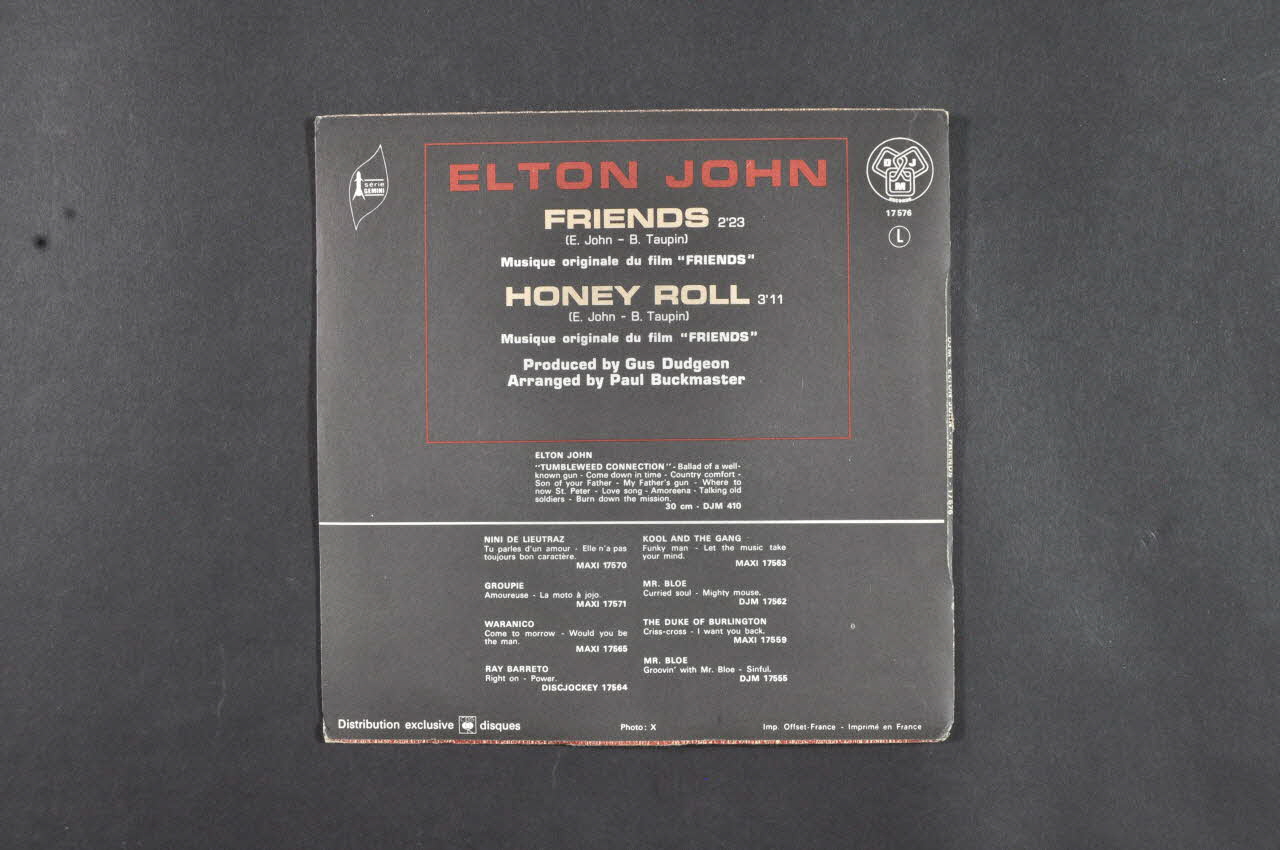 série
GEMINI
ELTON JOHN
D J
M
RECORDS
17576
L
FRIENDS 2'23
(E. John - B. Taupin)
Musique originale du film "FRIENDS"
HONEY ROLL 3'11
(E. John - B. Taupin)
Musique originale du film "FRIENDS"
Produced by Gus Dudgeon
Arranged by Paul Buckmaster
ELTON JOHN
"TUMBLEWEED CONNECTION" - Ballad of a well-
known gun - Come down in time - Country comfort -
Son of your Father - My Father's gun - Where to
now St. Peter - Love song - Amoreena - Talking old
soldiers - Burn down the mission.
30 cm - DJM 410
NINI DE LIEUTRAZ
Tu parles d'un amour - Elle n'a pas
toujours bon caractère.
MAXI 17570
GROUPIE
Amoureuse - La moto à jojo.
MAXI 17571
WARANICO
Come to morrow - Would you be
the man.
MAXI 17565
RAY BARRETO
Right on - Power.
DISCJOCKEY 17564
KOOL AND THE GANG
Funky man - Let the music take
your mind.
MAXI 17563
MR. BLOE
Curried soul - Mighty mouse.
DJM 17562
THE DUKE OF BURLINGTON
Criss-cross - I want you back.
MAXI 17559
MR. BLOE
Groovin' with Mr. Bloe - Sinful.
DJM 17555
Distribution exclusive CBS disques
Photo: X
Imp. Offset-France - Imprimé en France